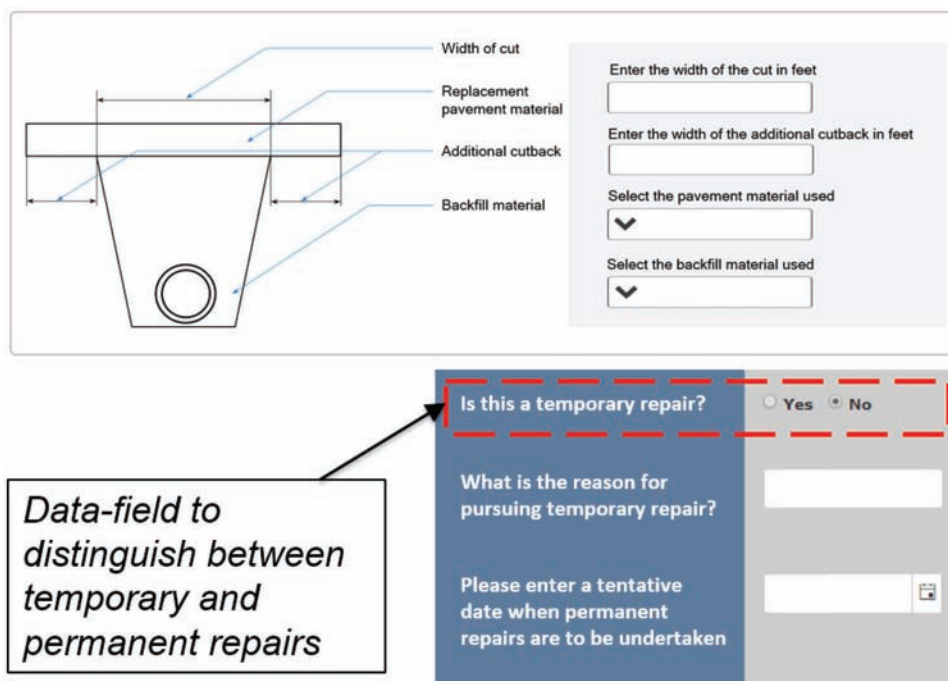 Width of cut
Replacement
pavement material
Additional cutback
Backfill material
Enter the width of the cut in feet
Enter the width of the additional cutback in feet
Select the pavement material used
Select the backfill material used
Is this a temporary repair?
Yes No
What is the reason for
pursuing temporary repair?
Please enter a tentative
date when permanent
repairs are to be undertaken
Data-field to
distinguish between
temporary and
permanent repairs